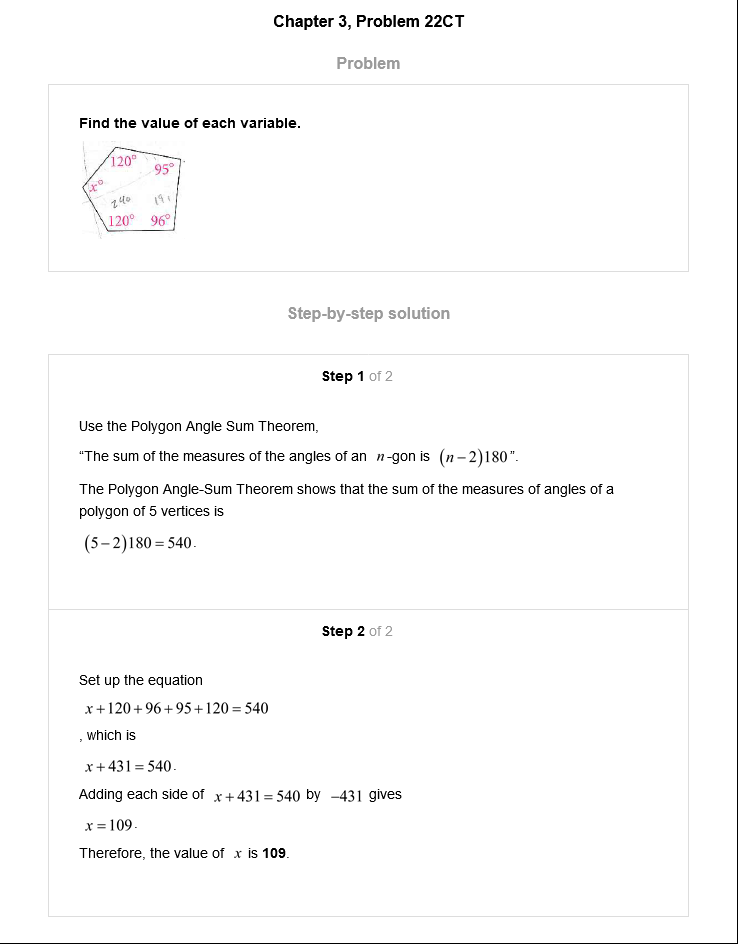 Chapter 3, Problem 22CT
Problem
Find the value of each variable.
120°
95°
x°
240 191
120° 96°
Step-by-step solution
Step 1 of 2
Use the Polygon Angle Sum Theorem,
“The sum of the measures of the angles of an n-gon is (n−2)180”.
The Polygon Angle-Sum Theorem shows that the sum of the measures of angles of a
polygon of 5 vertices is
(5−2)180=540.
Step 2 of 2
Set up the equation
x+120+96+95+120=540
, which is
x+431=540.
Adding each side of x+431=540 by −431 gives
x=109.
Therefore, the value of x is 109.